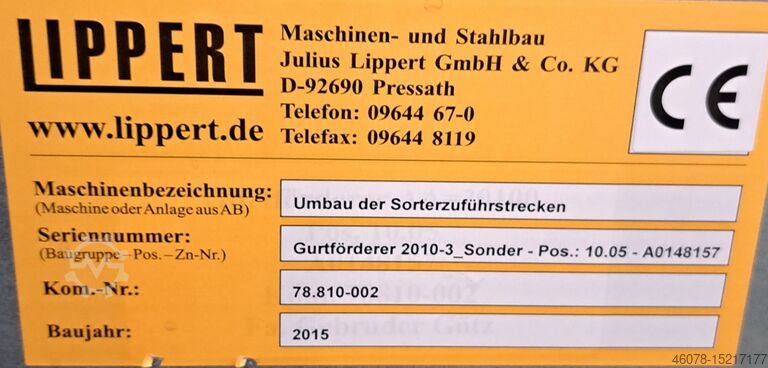 LIPPERT
www.lippert.de
Maschinen- und Stahlbau
Julius Lippert GmbH & Co. KG
D-92690 Pressath
Telefon: 09644 67-0
Telefax: 09644 8119
CE
Maschinenbezeichnung: Umbau der Sorterzuführstrecken
(Maschine oder Anlage aus AB)
Seriennummer: Gurtförderer 2010-3_Sonder - Pos.: 10.05 - A0148157
(Baugruppe – Pos. – Zn-Nr.)
Kom.-Nr.: 78.810-002
Baujahr: 2015
46078-15217177